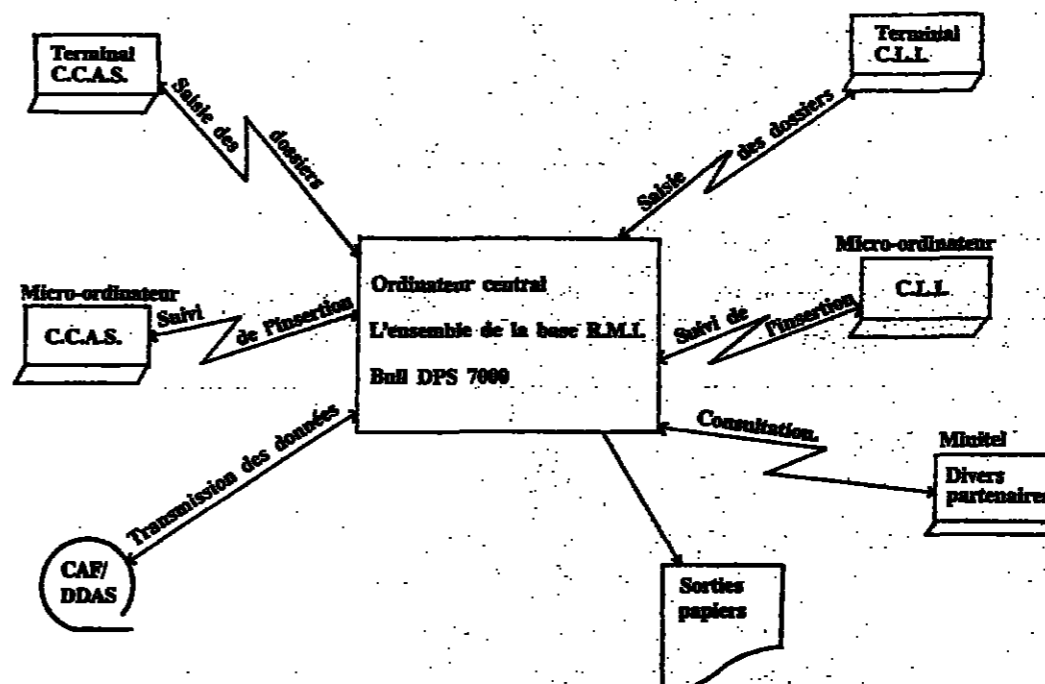 Terminal
C.C.A.S.
Terminal
C.L.I.
Saisie des dossiers
Saisie des dossiers
Micro-ordinateur
C.C.A.S.
Suivi de l'insertion
Ordinateur central
L'ensemble de la base R.M.I.
Bull DPS 7000
Micro-ordinateur
C.L.I.
Suivi de l'insertion
Transmission des données
Consultation.
Minitel
Divers
partenaires
CAF/
DDAS
Sorties
papiers